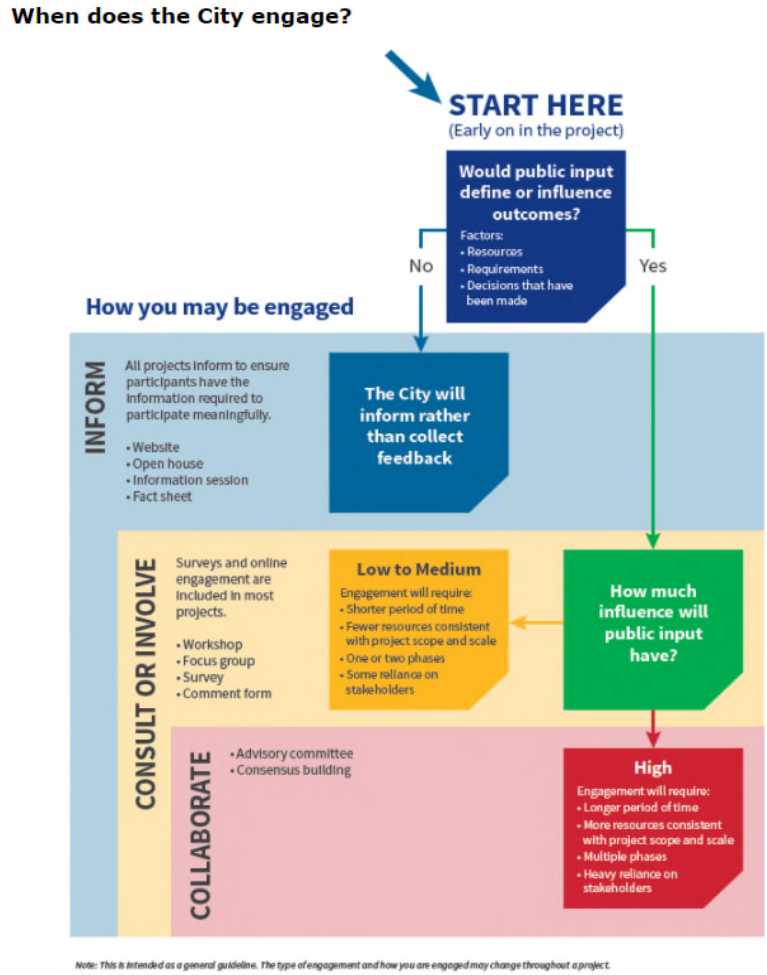 When does the City engage?
START HERE
(Early on in the project)
Would public input
define or influence
outcomes?
Factors:
• Resources
• Requirements
• Decisions that have
been made
No
Yes
How you may be engaged
INFORM
All projects inform to ensure
participants have the
information required to
participate meaningfully.
• Website
• Open house
• Information session
• Fact sheet
The City will
inform rather
than collect
feedback
CONSULT OR INVOLVE
Surveys and online
engagement are
included in most
projects.
• Workshop
• Focus group
• Survey
• Comment form
Low to Medium
Engagement will require:
• Shorter period of time
• Fewer resources consistent
with project scope and scale
• One or two phases
• Some reliance on
stakeholders
How much
influence will
public input
have?
COLLABORATE
• Advisory committee
• Consensus building
High
Engagement will require:
• Longer period of time
• More resources consistent
with project scope and scale
• Multiple phases
• Heavy reliance on
stakeholders
Note: This is intended as a general guideline. The type of engagement and how you are engaged may change throughout a project.